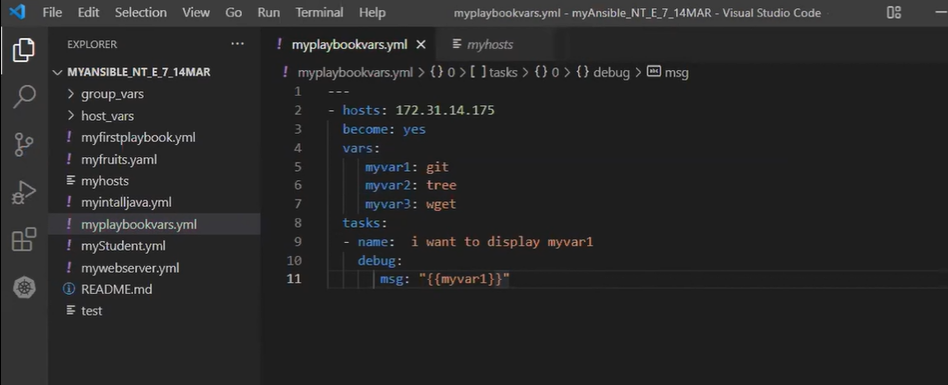 File Edit Selection View Go Run Terminal Help myplaybookvars.yml - myAnsible_NT_E_7_14MAR - Visual Studio Code
EXPLORER
MYANSIBLE_NT_E_7_14MAR
group_vars
host_vars
myfirstplaybook.yml
myfruits.yaml
myhosts
myintalljava.yml
myplaybookvars.yml
myStudent.yml
mywebserver.yml
README.md
test
myplaybookvars.yml myhosts
myplaybookvars.yml > {} 0 > [ ] tasks > {} 0 > {} debug > abc msg
1 ---
2 - hosts: 172.31.14.175
3 become: yes
4 vars:
5 myvar1: git
6 myvar2: tree
7 myvar3: wget
8 tasks:
9 - name:  i want to display myvar1
10 debug:
11 msg: "{{myvar1}}"